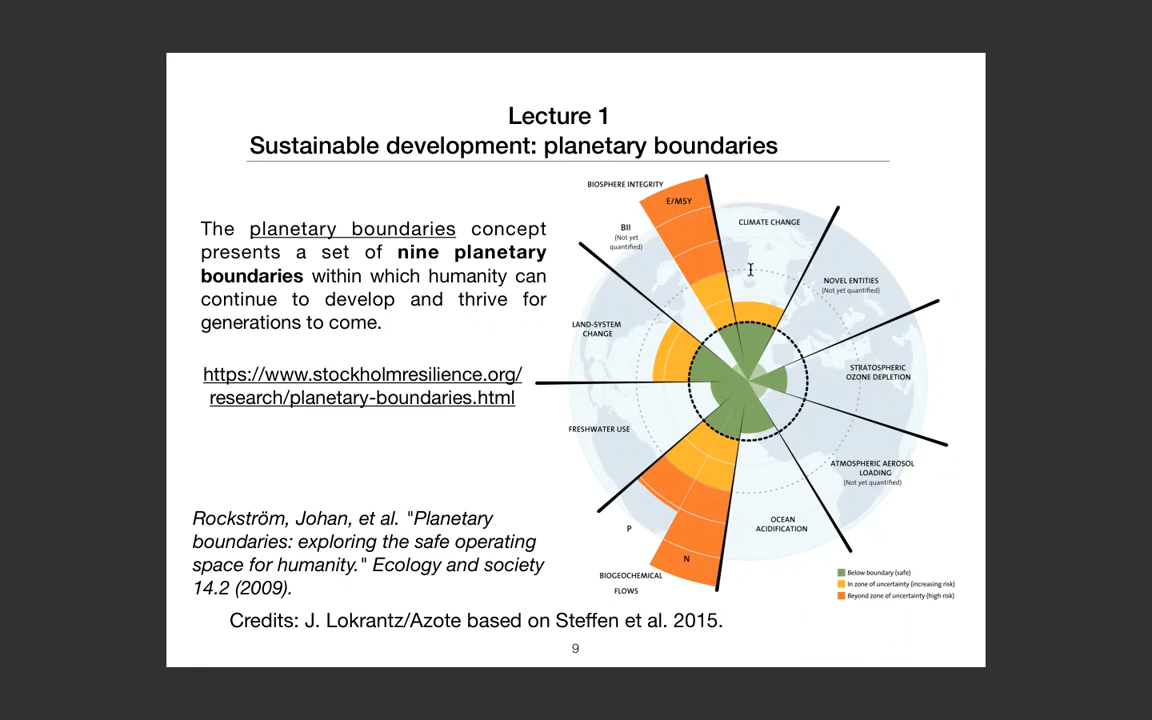 Lecture 1
Sustainable development: planetary boundaries
The planetary boundaries concept
presents a set of nine planetary
boundaries within which humanity can
continue to develop and thrive for
generations to come.
https://www.stockholmresilience.org/
research/planetary-boundaries.html
Rockström, Johan, et al. "Planetary
boundaries: exploring the safe operating
space for humanity." Ecology and society
14.2 (2009).
BIOSPHERE INTEGRITY
E/MSY
BII
(Not yet
quantified)
CLIMATE CHANGE
NOVEL ENTITIES
(Not yet quantified)
LAND-SYSTEM
CHANGE
STRATOSPHERIC
OZONE DEPLETION
FRESHWATER USE
ATMOSPHERIC AEROSOL
LOADING
(Not yet quantified)
OCEAN
ACIDIFICATION
P
N
BIOGEOCHEMICAL
FLOWS
Below boundary (safe)
In zone of uncertainty (increasing risk)
Beyond zone of uncertainty (high risk)
Credits: J. Lokrantz/Azote based on Steffen et al. 2015.
9